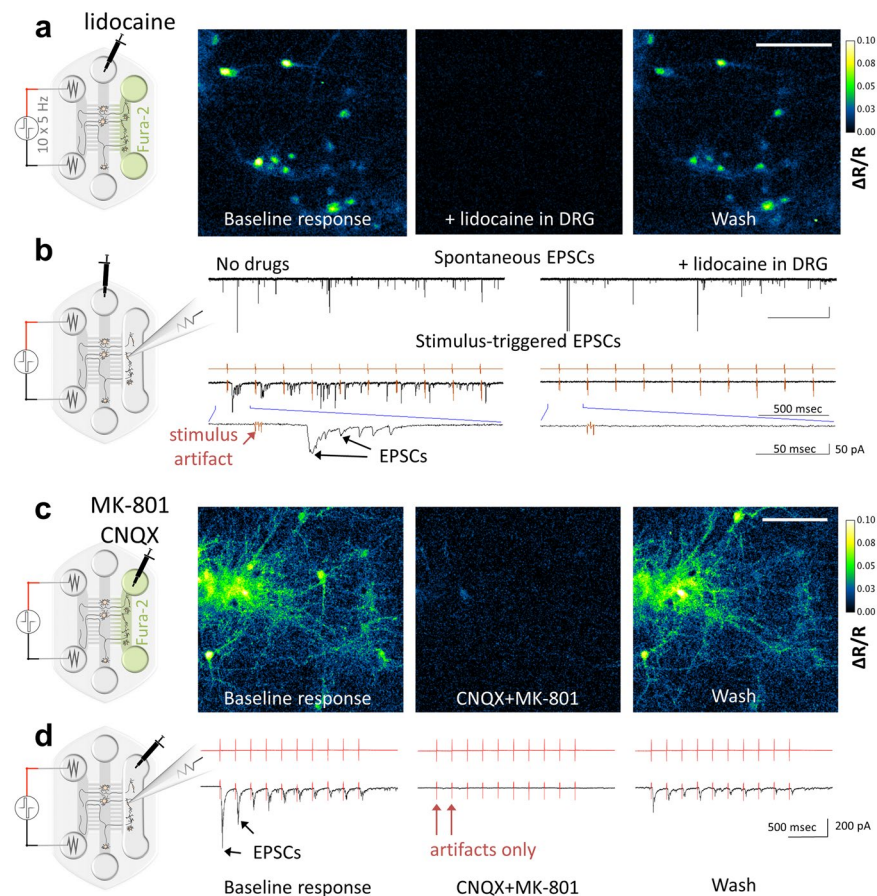 a
lidocaine
10 x 5 Hz
Fura-2
Baseline response
+ lidocaine in DRG
Wash
0.10
0.08
0.05
0.03
0.00
ΔR/R
b
No drugs
Spontaneous EPSCs
+ lidocaine in DRG
Stimulus-triggered EPSCs
500 msec
stimulus
artifact
EPSCs
50 msec
50 pA
c
MK-801
CNQX
Fura-2
Baseline response
CNQX+MK-801
Wash
0.10
0.08
0.05
0.03
0.00
ΔR/R
d
EPSCs
artifacts only
500 msec
200 pA
Baseline response
CNQX+MK-801
Wash